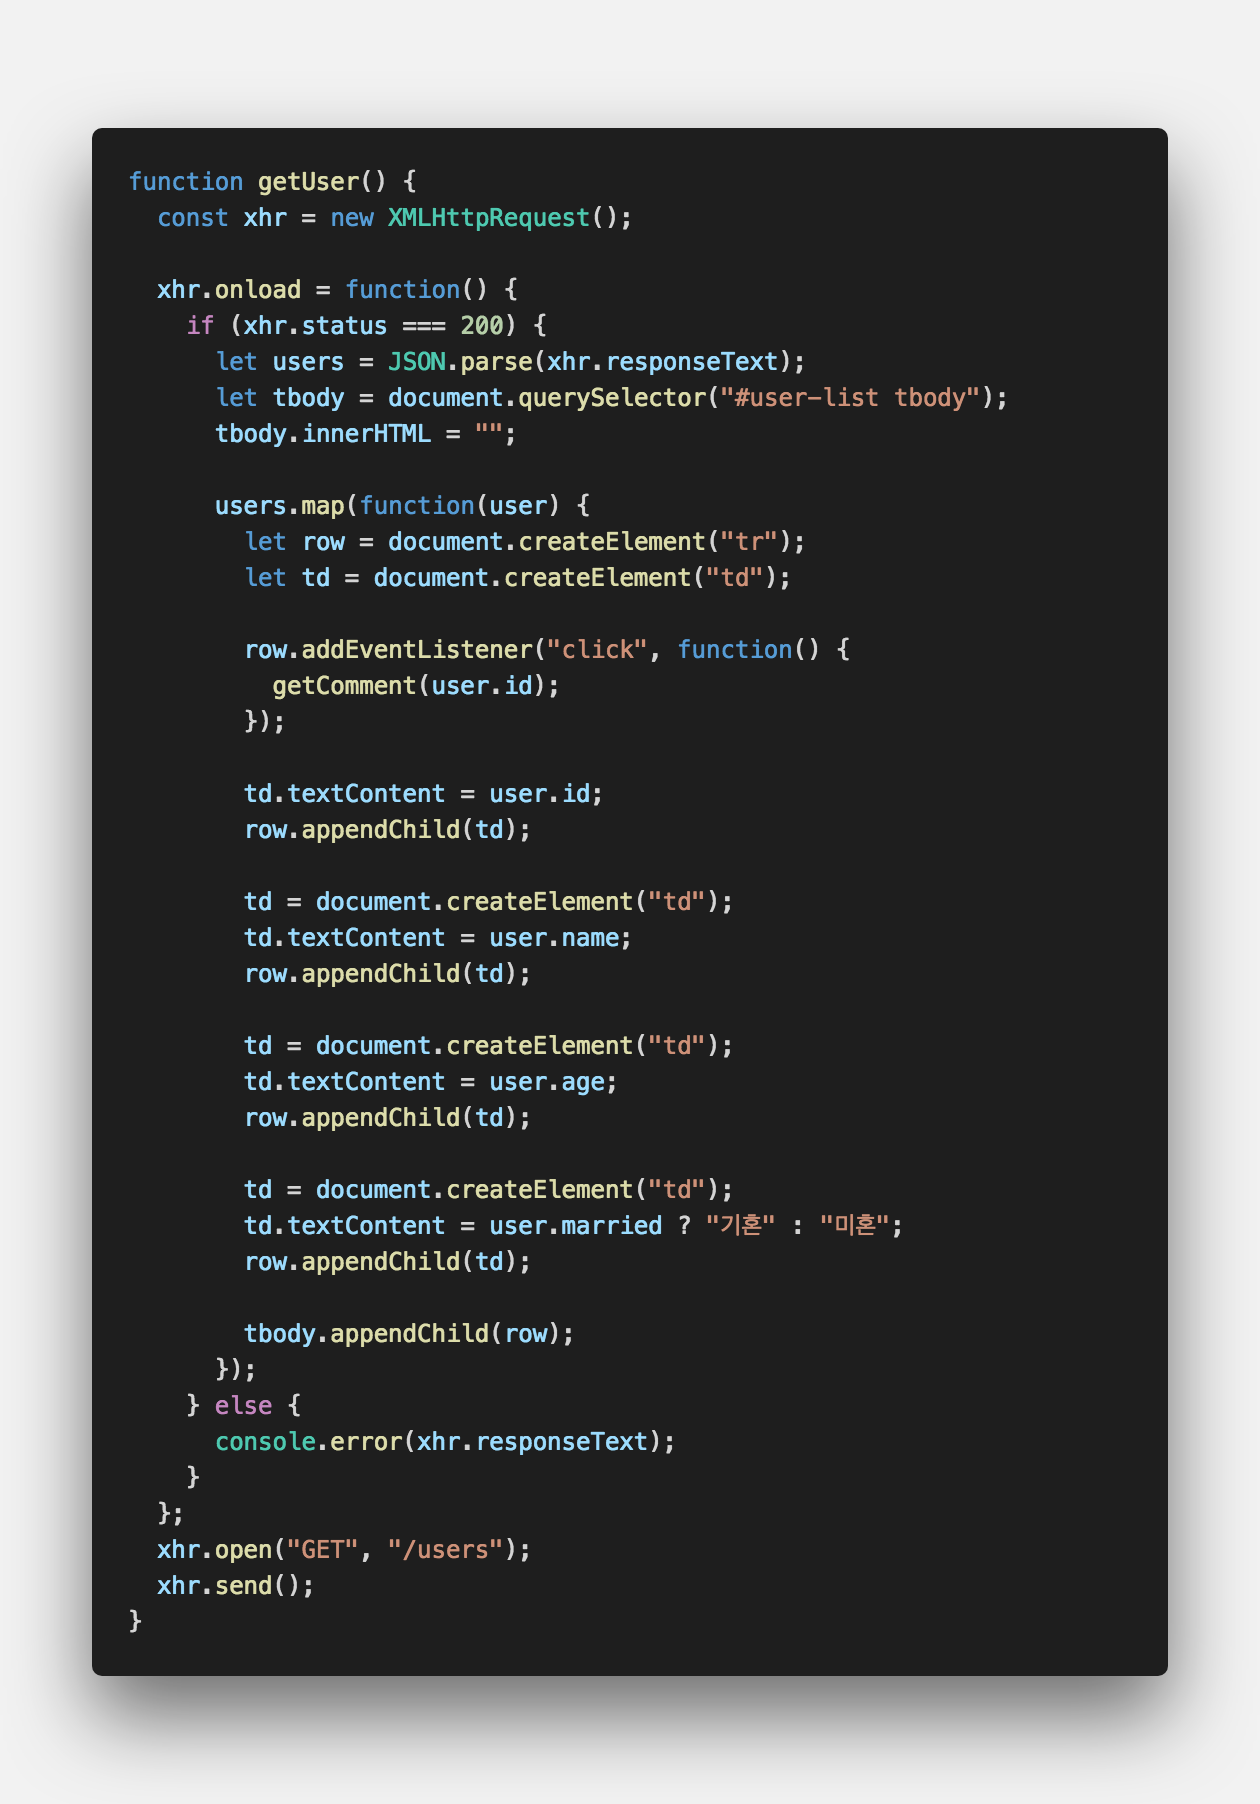 function getUser() {
  const xhr = new XMLHttpRequest();

  xhr.onload = function() {
    if (xhr.status === 200) {
      let users = JSON.parse(xhr.responseText);
      let tbody = document.querySelector("#user-list tbody");
      tbody.innerHTML = "";

      users.map(function(user) {
        let row = document.createElement("tr");
        let td = document.createElement("td");

        row.addEventListener("click", function() {
          getComment(user.id);
        });

        td.textContent = user.id;
        row.appendChild(td);

        td = document.createElement("td");
        td.textContent = user.name;
        row.appendChild(td);

        td = document.createElement("td");
        td.textContent = user.age;
        row.appendChild(td);

        td = document.createElement("td");
        td.textContent = user.married ? "기혼" : "미혼";
        row.appendChild(td);

        tbody.appendChild(row);
      });
    } else {
      console.error(xhr.responseText);
    }
  };
  xhr.open("GET", "/users");
  xhr.send();
}